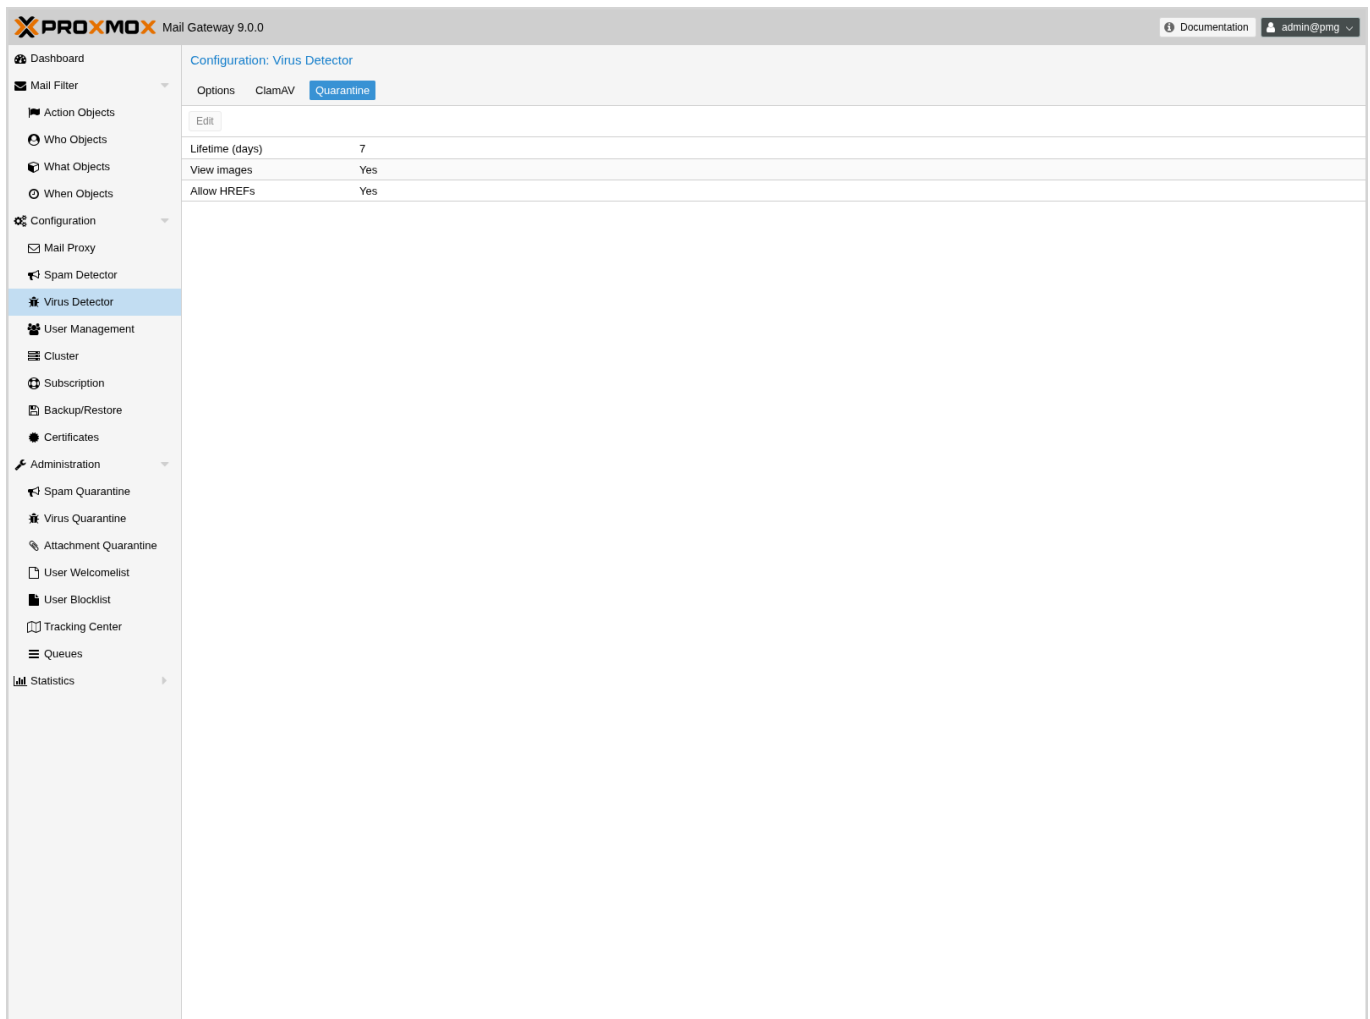 PROXMOX Mail Gateway 9.0.0
Documentation
admin@pmg
Dashboard
Mail Filter
Action Objects
Who Objects
What Objects
When Objects
Configuration
Mail Proxy
Spam Detector
Virus Detector
User Management
Cluster
Subscription
Backup/Restore
Certificates
Administration
Spam Quarantine
Virus Quarantine
Attachment Quarantine
User Welcomelist
User Blocklist
Tracking Center
Queues
Statistics
Configuration: Virus Detector
Options ClamAV Quarantine
Edit
Lifetime (days) 7
View images Yes
Allow HREFs Yes